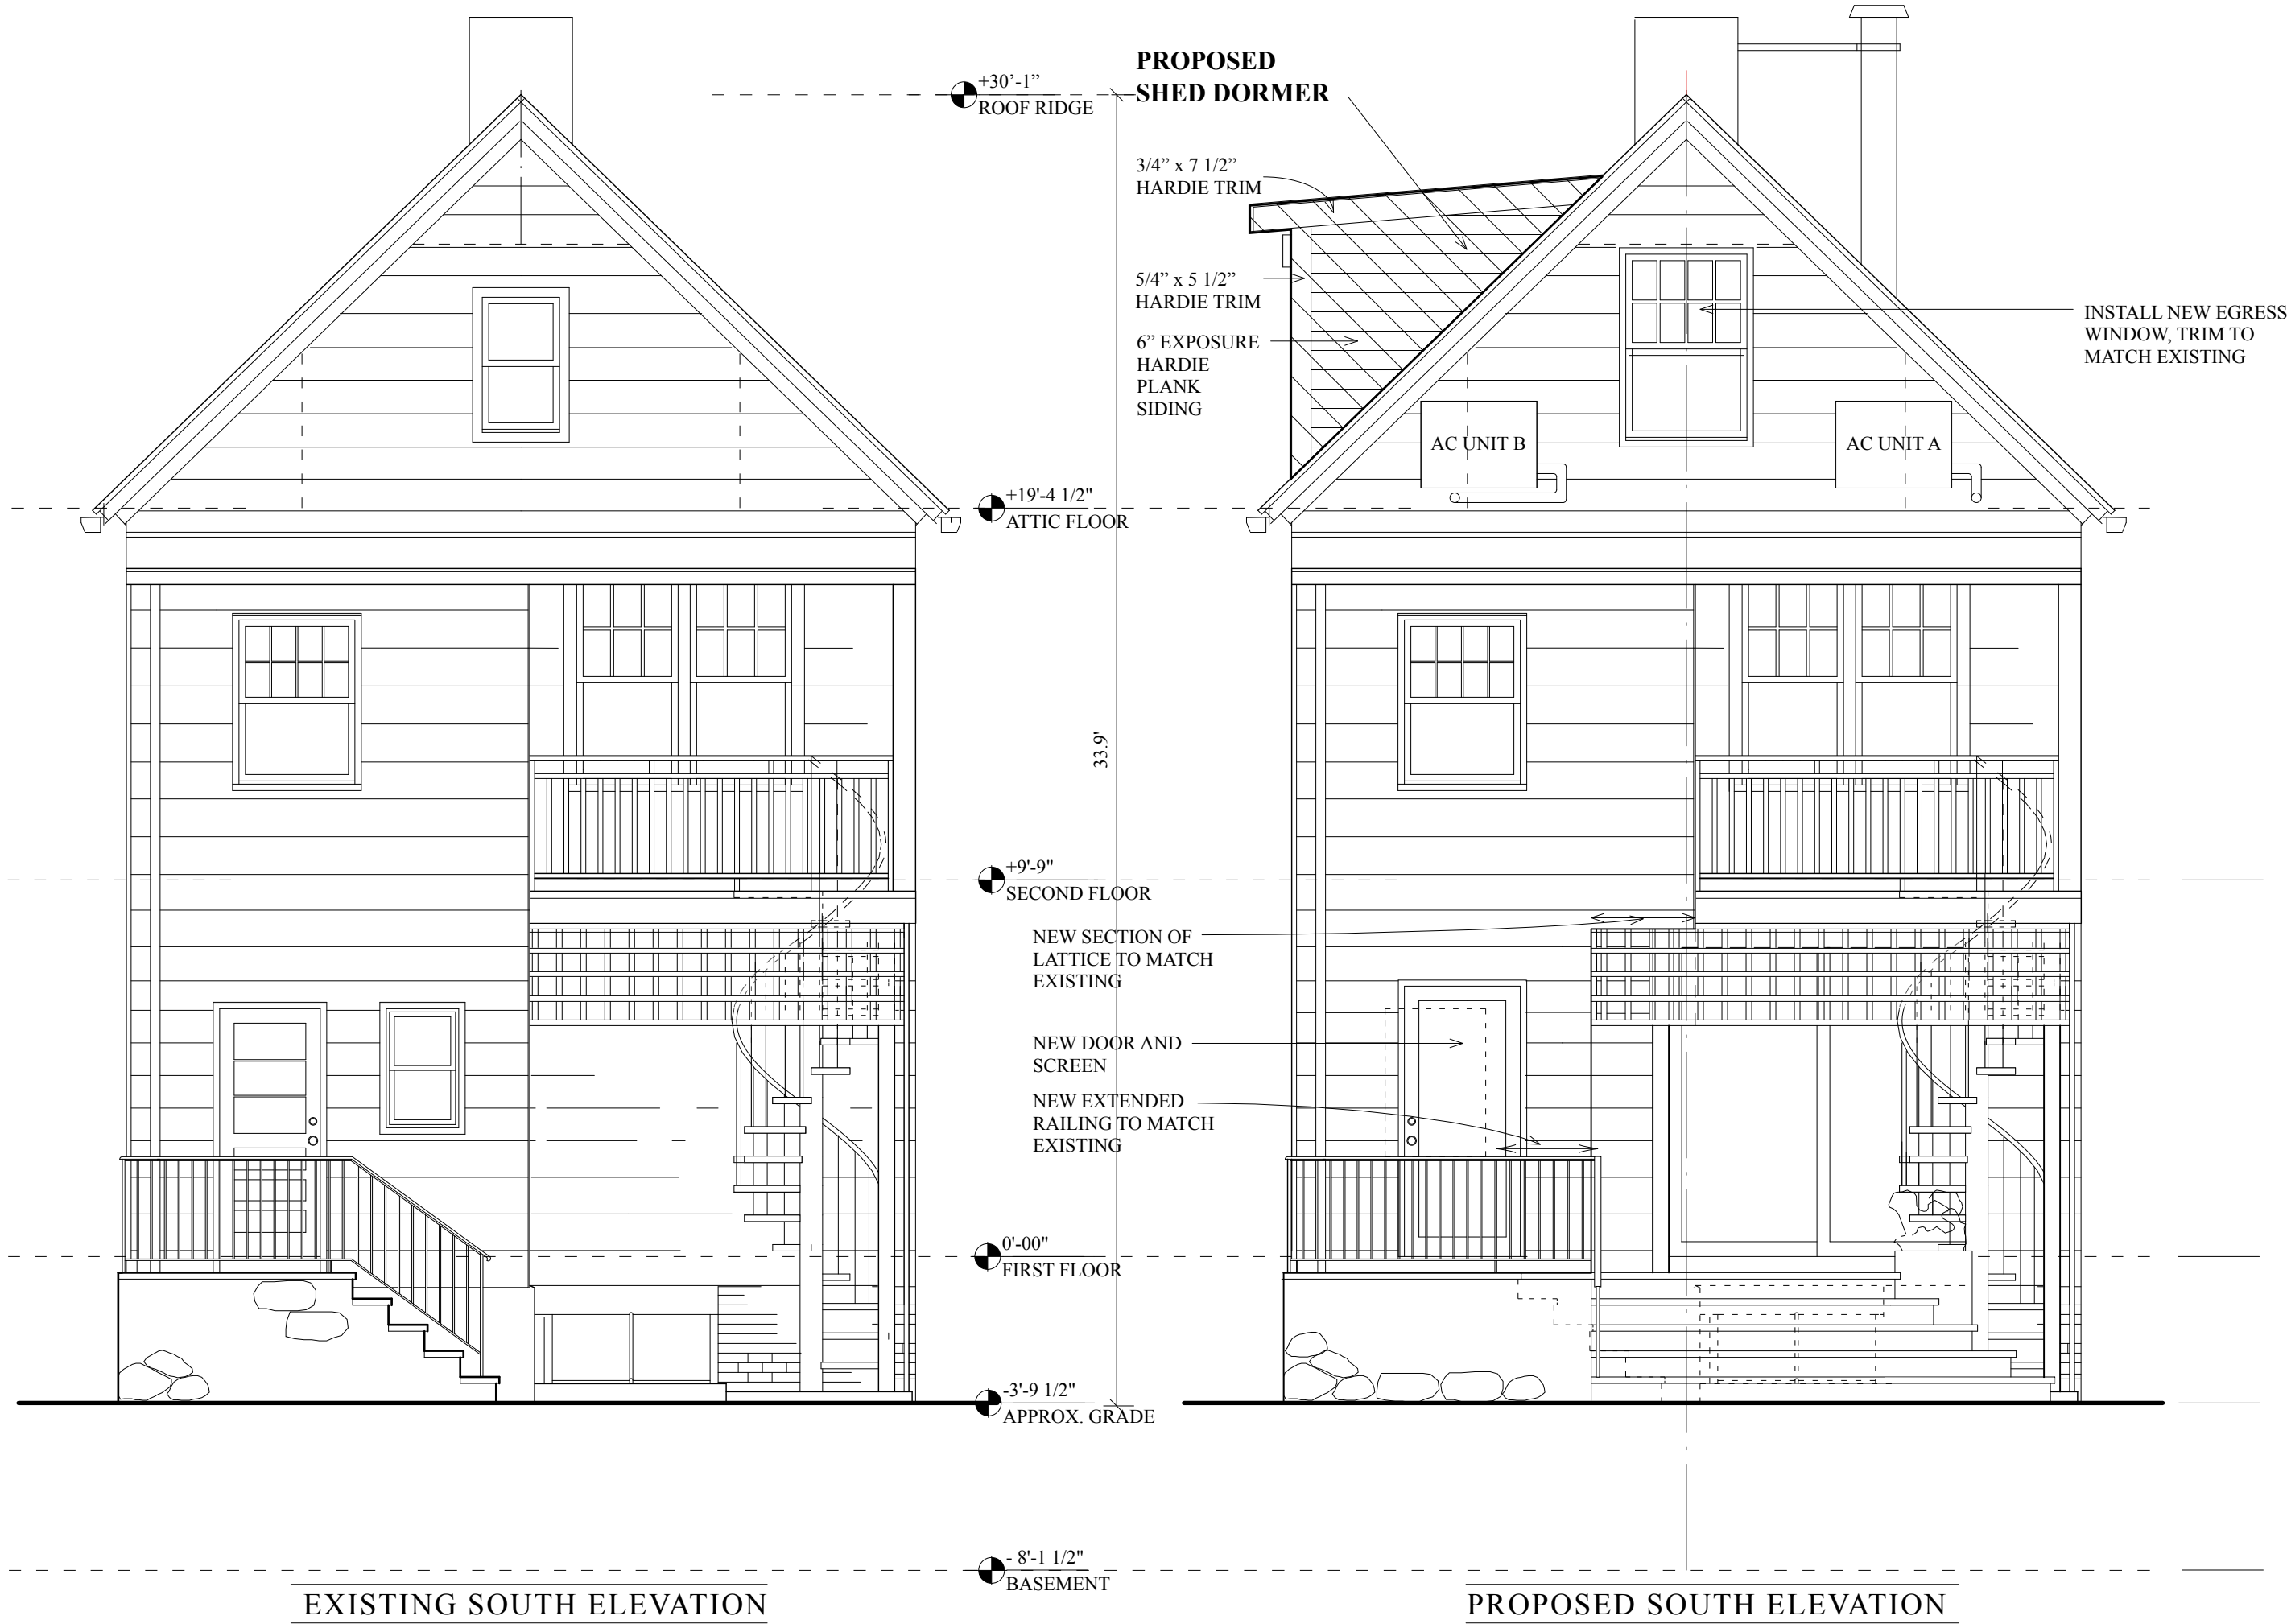 +30’-1”
ROOF RIDGE
PROPOSED
SHED DORMER
3/4” x 7 1/2”
HARDIE TRIM
5/4” x 5 1/2”
HARDIE TRIM
6” EXPOSURE
HARDIE
PLANK
SIDING
INSTALL NEW EGRESS
WINDOW, TRIM TO
MATCH EXISTING
AC UNIT B
AC UNIT A
+19'-4 1/2"
ATTIC FLOOR
33.9'
+9'-9"
SECOND FLOOR
NEW SECTION OF
LATTICE TO MATCH
EXISTING
NEW DOOR AND
SCREEN
NEW EXTENDED
RAILING TO MATCH
EXISTING
0'-00"
FIRST FLOOR
-3'-9 1/2"
APPROX. GRADE
- 8'-1 1/2"
BASEMENT
EXISTING SOUTH ELEVATION
PROPOSED SOUTH ELEVATION